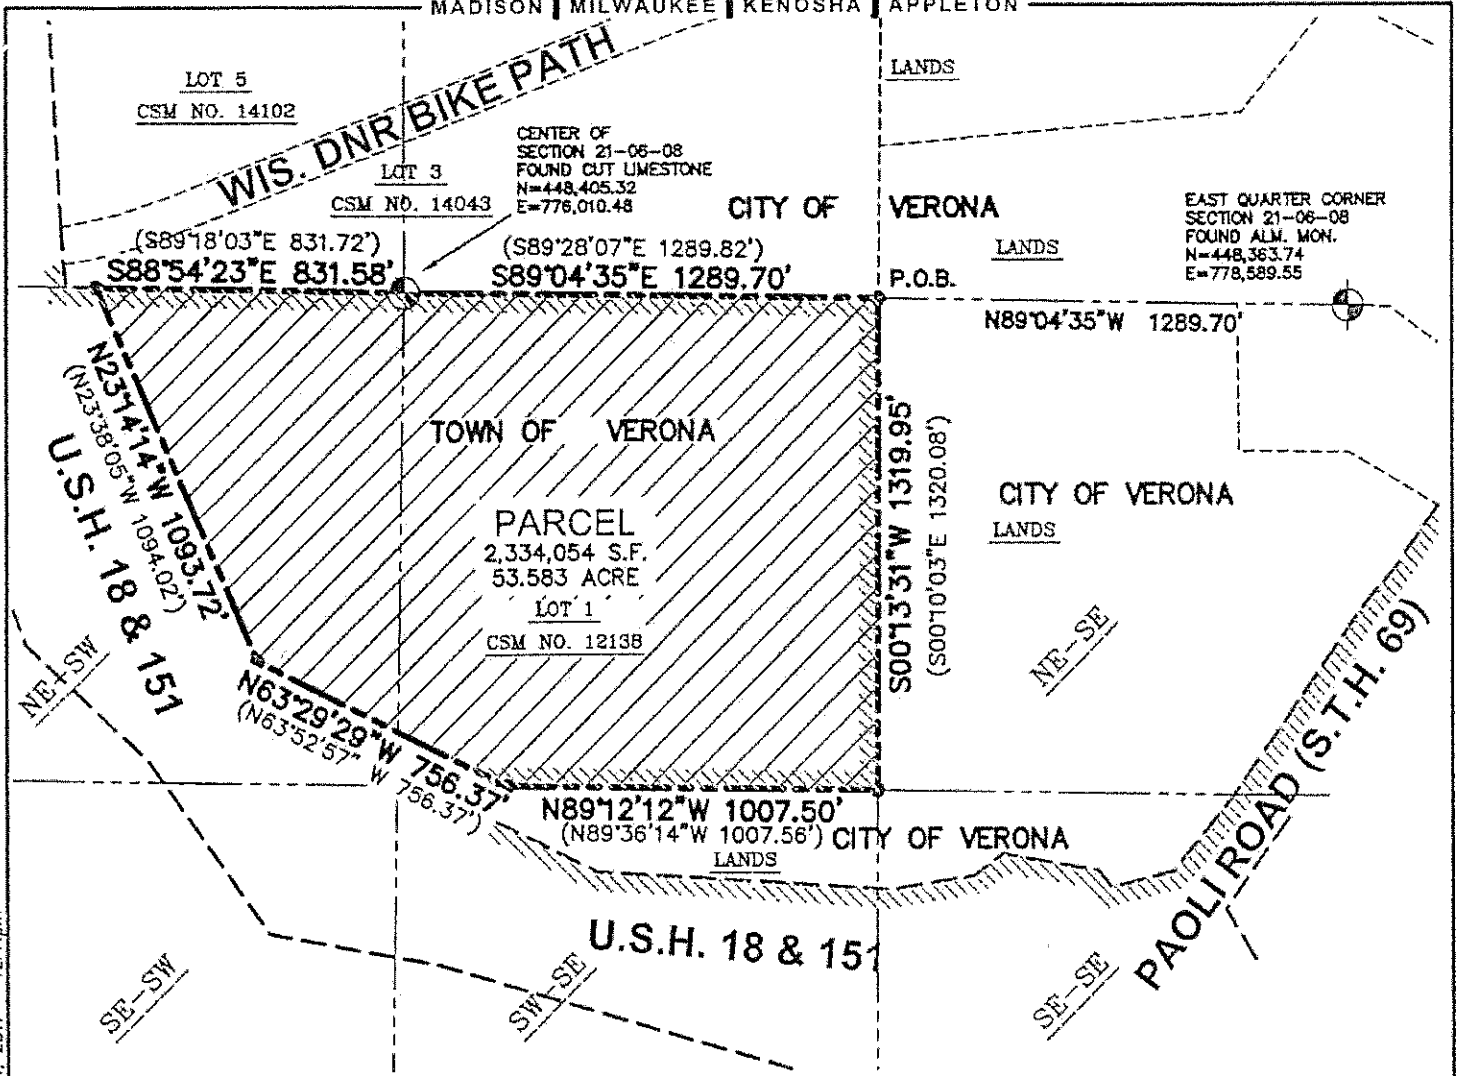 MADISON | MILWAUKEE | KENOSHA | APPLETON
LOT 5
CSM NO. 14102
WIS. DNR BIKE PATH
LANDS
CENTER OF
SECTION 21-06-08
FOUND CUT LIMESTONE
N=448,405.32
E=776,010.48
LOT 3
CSM NO. 14043
CITY OF VERONA
LANDS
EAST QUARTER CORNER
SECTION 21-06-08
FOUND ALM. MON.
N=448,363.74
E=778,589.55
(S89°18'03"E 831.72')
S88°54'23"E 831.58'
(S89°28'07"E 1289.82')
S89°04'35"E 1289.70'
P.O.B.
N89°04'35"W 1289.70'
N23°14'14"W 1093.72'
(N23°38'05"W 1094.02')
U.S.H. 18 & 151
TOWN OF VERONA
PARCEL
2,334,054 S.F.
53.583 ACRE
LOT 1
CSM NO. 12138
S00°13'31"W 1319.95'
(S00°10'03"E 1320.08')
CITY OF VERONA
LANDS
NE-SW
NE-SE
N63°29'29"W 756.37'
(N63°52'57" W 756.37')
N89°12'12"W 1007.50'
(N89°36'14"W 1007.56')
CITY OF VERONA
LANDS
PAOLI ROAD (S.T.H. 69)
U.S.H. 18 & 151
SE-SW
SW-SE
SE-SE